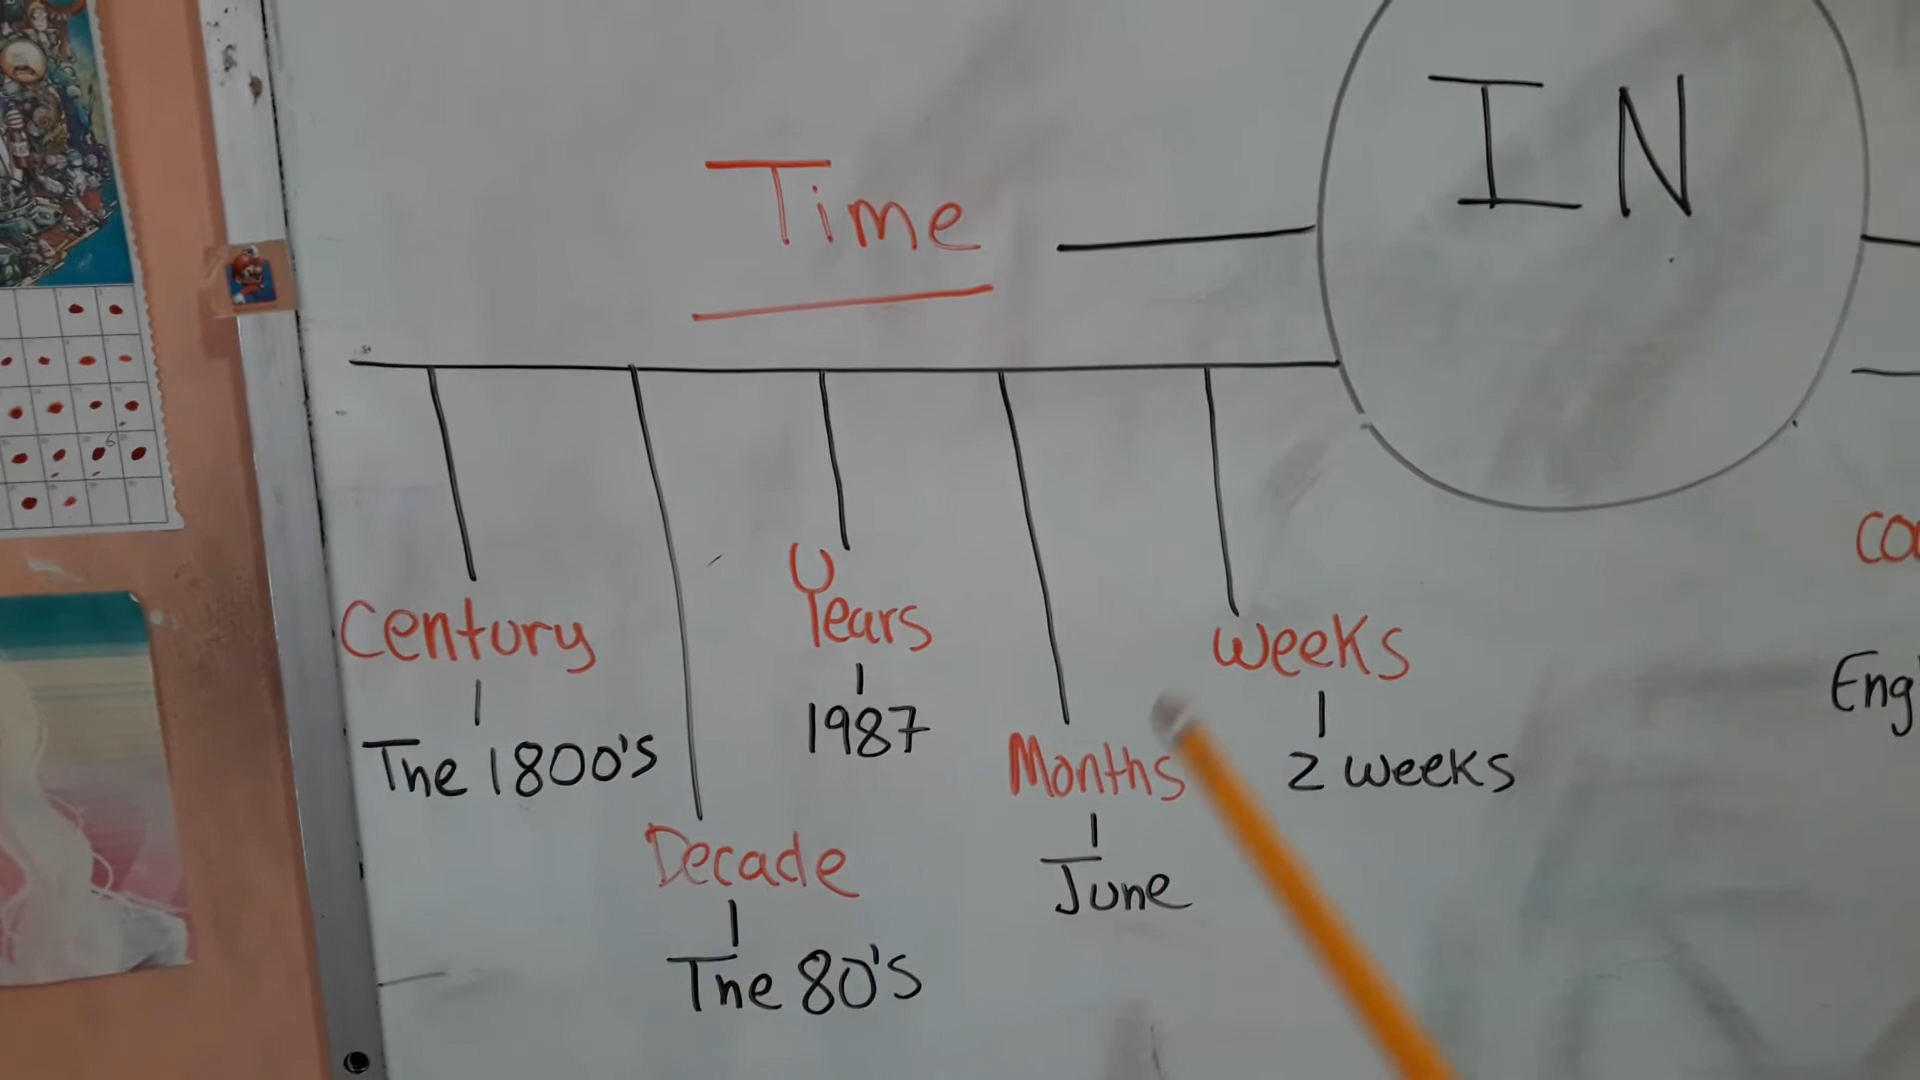 IN
Time
Century
The 1800's
Decade
The 80's
Years
1987
Months
June
Weeks
2 weeks